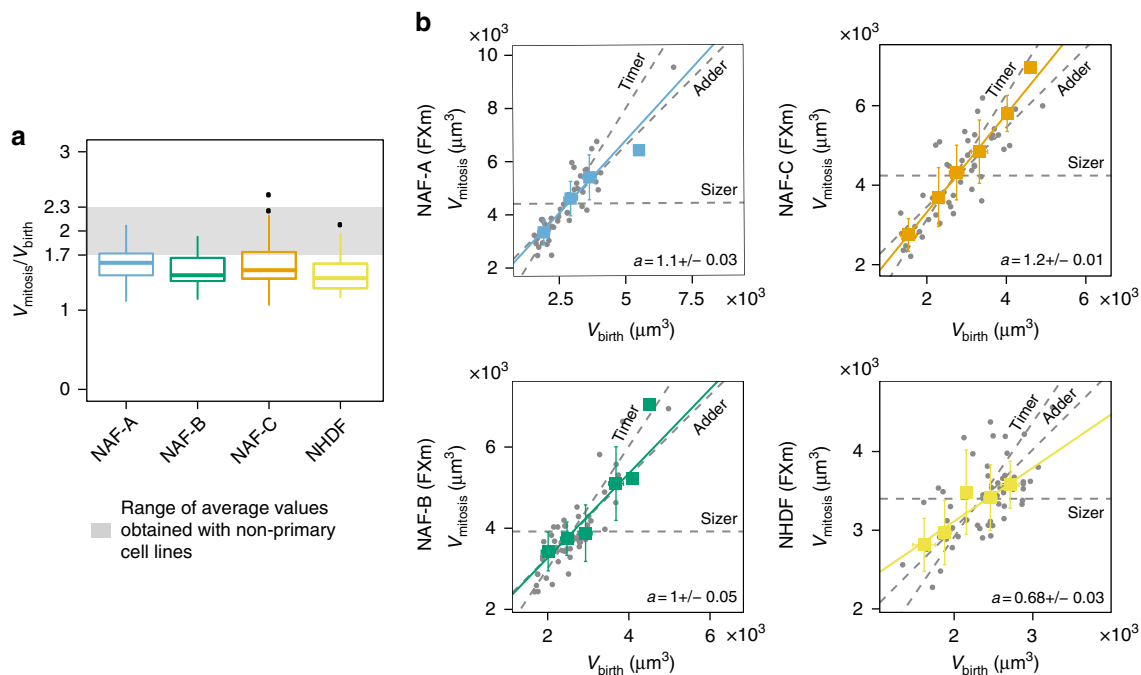 a
V_mitosis/V_birth
3
2.3
2
1.7
1
0
NAF-A
NAF-B
NAF-C
NHDF
Range of average values
obtained with non-primary
cell lines
b
×10³
NAF-A (FXm)
V_mitosis (μm³)
10
8
6
4
2
Timer
Adder
Sizer
a = 1.1+/− 0.03
2.5
5
7.5
×10³
V_birth (μm³)
×10³
NAF-C (FXm)
V_mitosis (μm³)
6
4
2
Timer
Adder
Sizer
a = 1.2+/− 0.01
2
4
6
×10³
V_birth (μm³)
×10³
NAF-B (FXm)
V_mitosis (μm³)
6
4
2
Timer
Adder
Sizer
a = 1+/− 0.05
2
4
6
×10³
V_birth (μm³)
×10³
NHDF (FXm)
V_mitosis (μm³)
4
3
2
Timer
Adder
Sizer
a = 0.68+/− 0.03
2
3
×10³
V_birth (μm³)